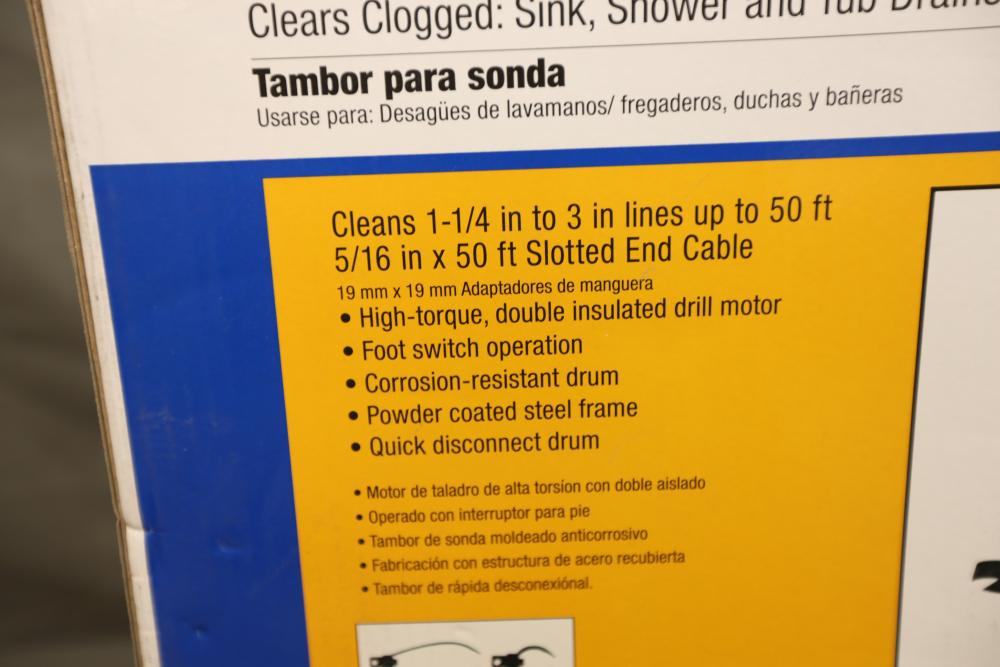 Clears Clogged: Sink, Shower and Tub Drains
Tambor para sonda
Usarse para: Desagües de lavamanos/ fregaderos, duchas y bañeras
Cleans 1-1/4 in to 3 in lines up to 50 ft
5/16 in x 50 ft Slotted End Cable
19 mm x 19 mm Adaptadores de manguera
• High-torque, double insulated drill motor
• Foot switch operation
• Corrosion-resistant drum
• Powder coated steel frame
• Quick disconnect drum
• Motor de taladro de alta torsíon con doble aislado
• Operado con interruptor para pie
• Tambor de sonda moldeado anticorrosivo
• Fabricación con estructura de acero recubierta
• Tambor de rápida desconexiónal.